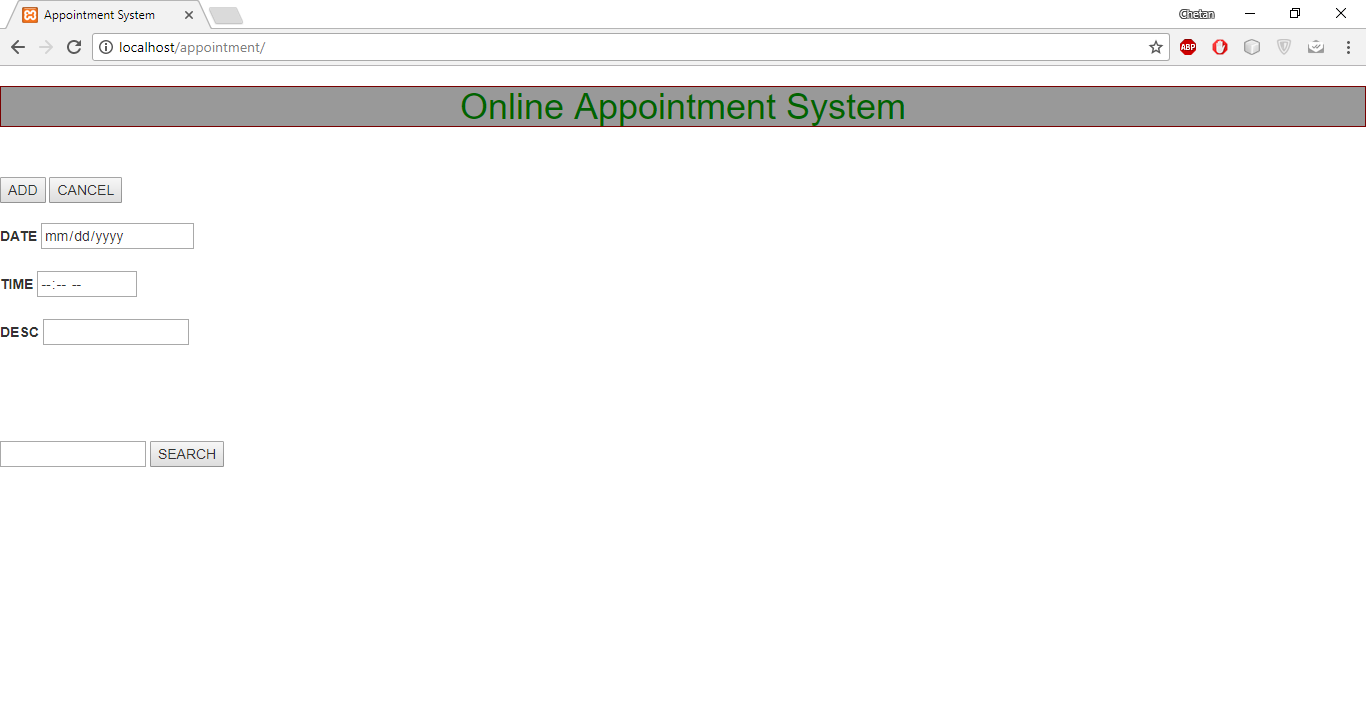 Appointment System
Chetan
localhost/appointment/
ABP
Online Appointment System
ADD CANCEL
DATE mm/dd/yyyy
TIME --:-- --
DESC
SEARCH